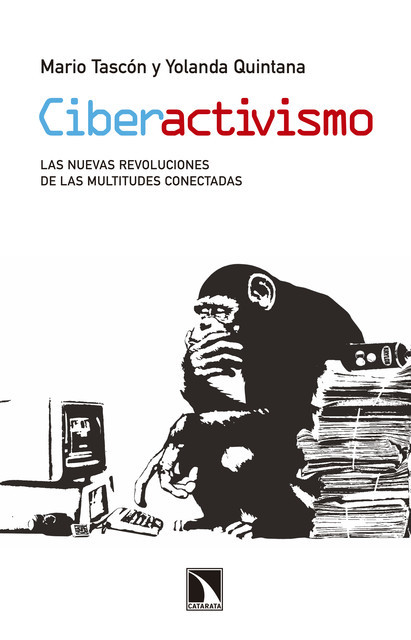 Mario Tascón y Yolanda Quintana
Ciberactivismo
LAS NUEVAS REVOLUCIONES
DE LAS MULTITUDES CONECTADAS
CATARATA